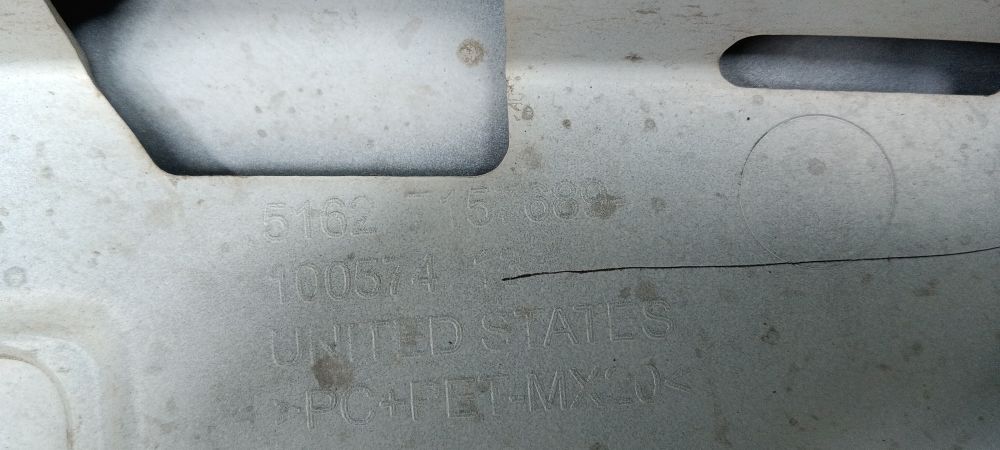 5162
100574
UNITED STATES
>PC+PET-MX20<